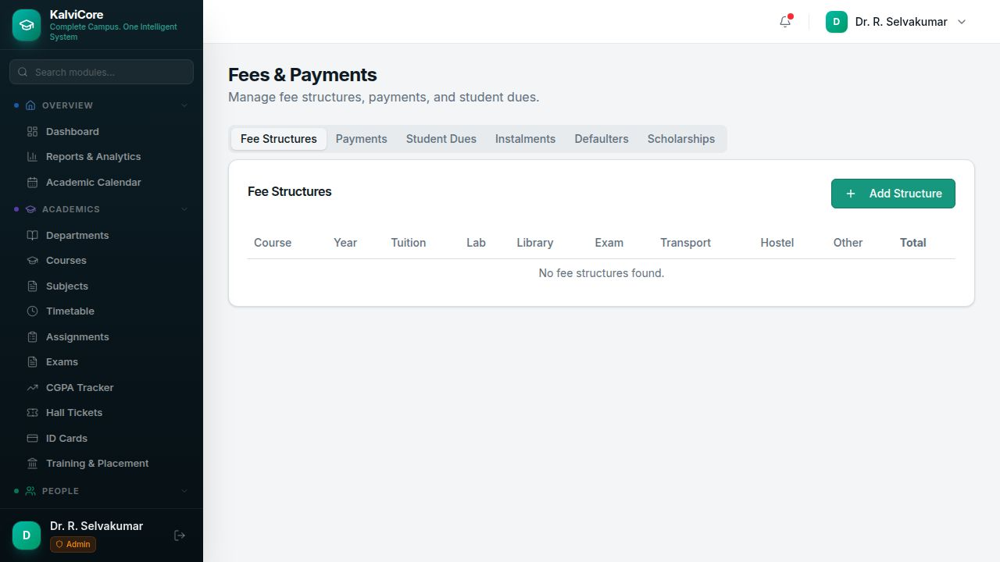 KalviCore
Complete Campus. One Intelligent
System
Search modules...
OVERVIEW
Dashboard
Reports & Analytics
Academic Calendar
ACADEMICS
Departments
Courses
Subjects
Timetable
Assignments
Exams
CGPA Tracker
Hall Tickets
ID Cards
Training & Placement
PEOPLE
D
Dr. R. Selvakumar
Admin
D Dr. R. Selvakumar
Fees & Payments
Manage fee structures, payments, and student dues.
Fee Structures Payments Student Dues Instalments Defaulters Scholarships
Fee Structures
Add Structure
Course Year Tuition Lab Library Exam Transport Hostel Other Total
No fee structures found.